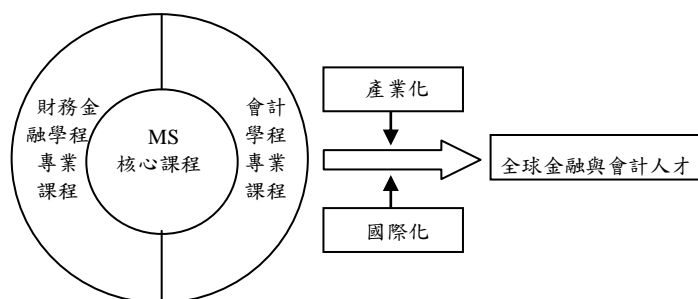 財務金
融學程
專業
課程
MS
核心課程
會計
學程
專業
課程
產業化
國際化
全球金融與會計人才